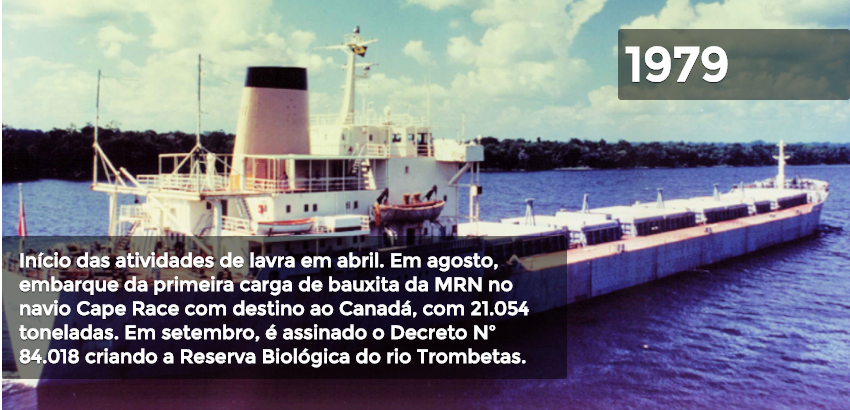 1979
Início das atividades de lavra em abril. Em agosto,
embarque da primeira carga de bauxita da MRN no
navio Cape Race com destino ao Canadá, com 21.054
toneladas. Em setembro, é assinado o Decreto Nº
84.018 criando a Reserva Biológica do rio Trombetas.